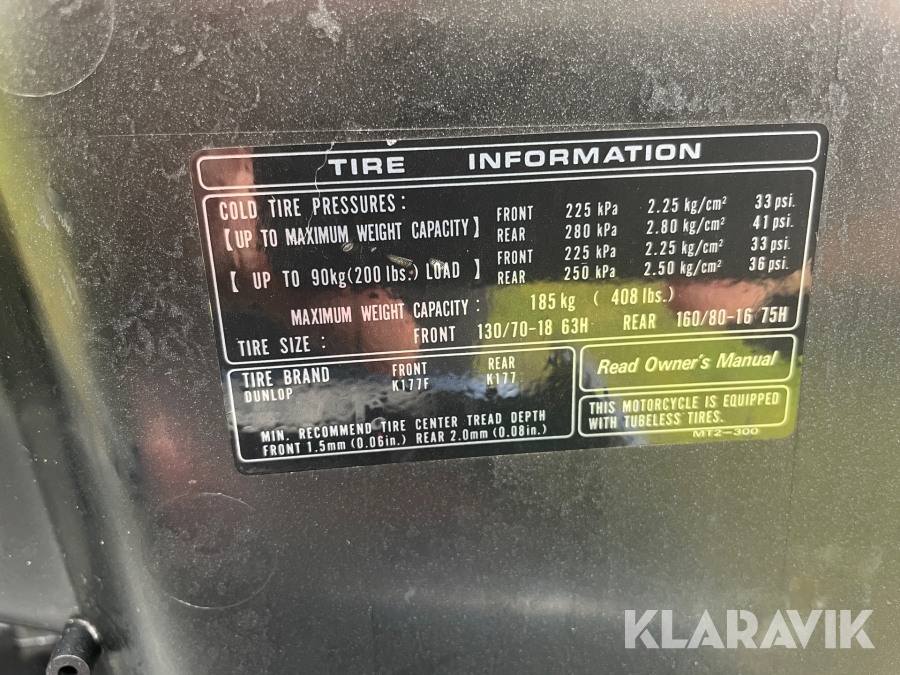 TIRE INFORMATION
COLD TIRE PRESSURES:
【UP TO MAXIMUM WEIGHT CAPACITY】 FRONT 225 kPa 2.25 kg/cm² 33 psi.
REAR 280 kPa 2.80 kg/cm² 41 psi.
【 UP TO 90kg(200 lbs.) LOAD 】 FRONT 225 kPa 2.25 kg/cm² 33 psi.
REAR 250 kPa 2.50 kg/cm² 36 psi.
MAXIMUM WEIGHT CAPACITY: 185kg ( 408 lbs.)
TIRE SIZE: FRONT 130/70-18 63H REAR 160/80-16 75H
TIRE BRAND FRONT REAR
DUNLOP K177F K177
MIN. RECOMMEND TIRE CENTER TREAD DEPTH
FRONT 1.5mm (0.06in.) REAR 2.0mm (0.08in.)
Read Owner's Manual
THIS MOTORCYCLE IS EQUIPPED
WITH TUBELESS TIRES.
MT2-300
KLARAVIK